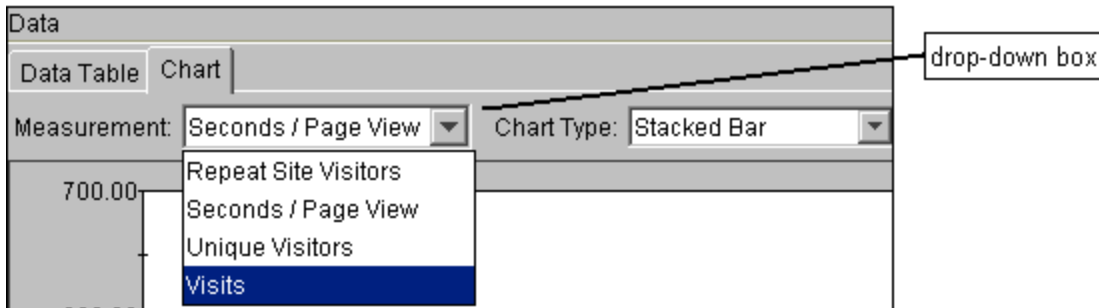 Data
Data Table Chart
drop-down box
Measurement: Seconds / Page View Chart Type: Stacked Bar
Repeat Site Visitors
700.00
Seconds / Page View
Unique Visitors
Visits